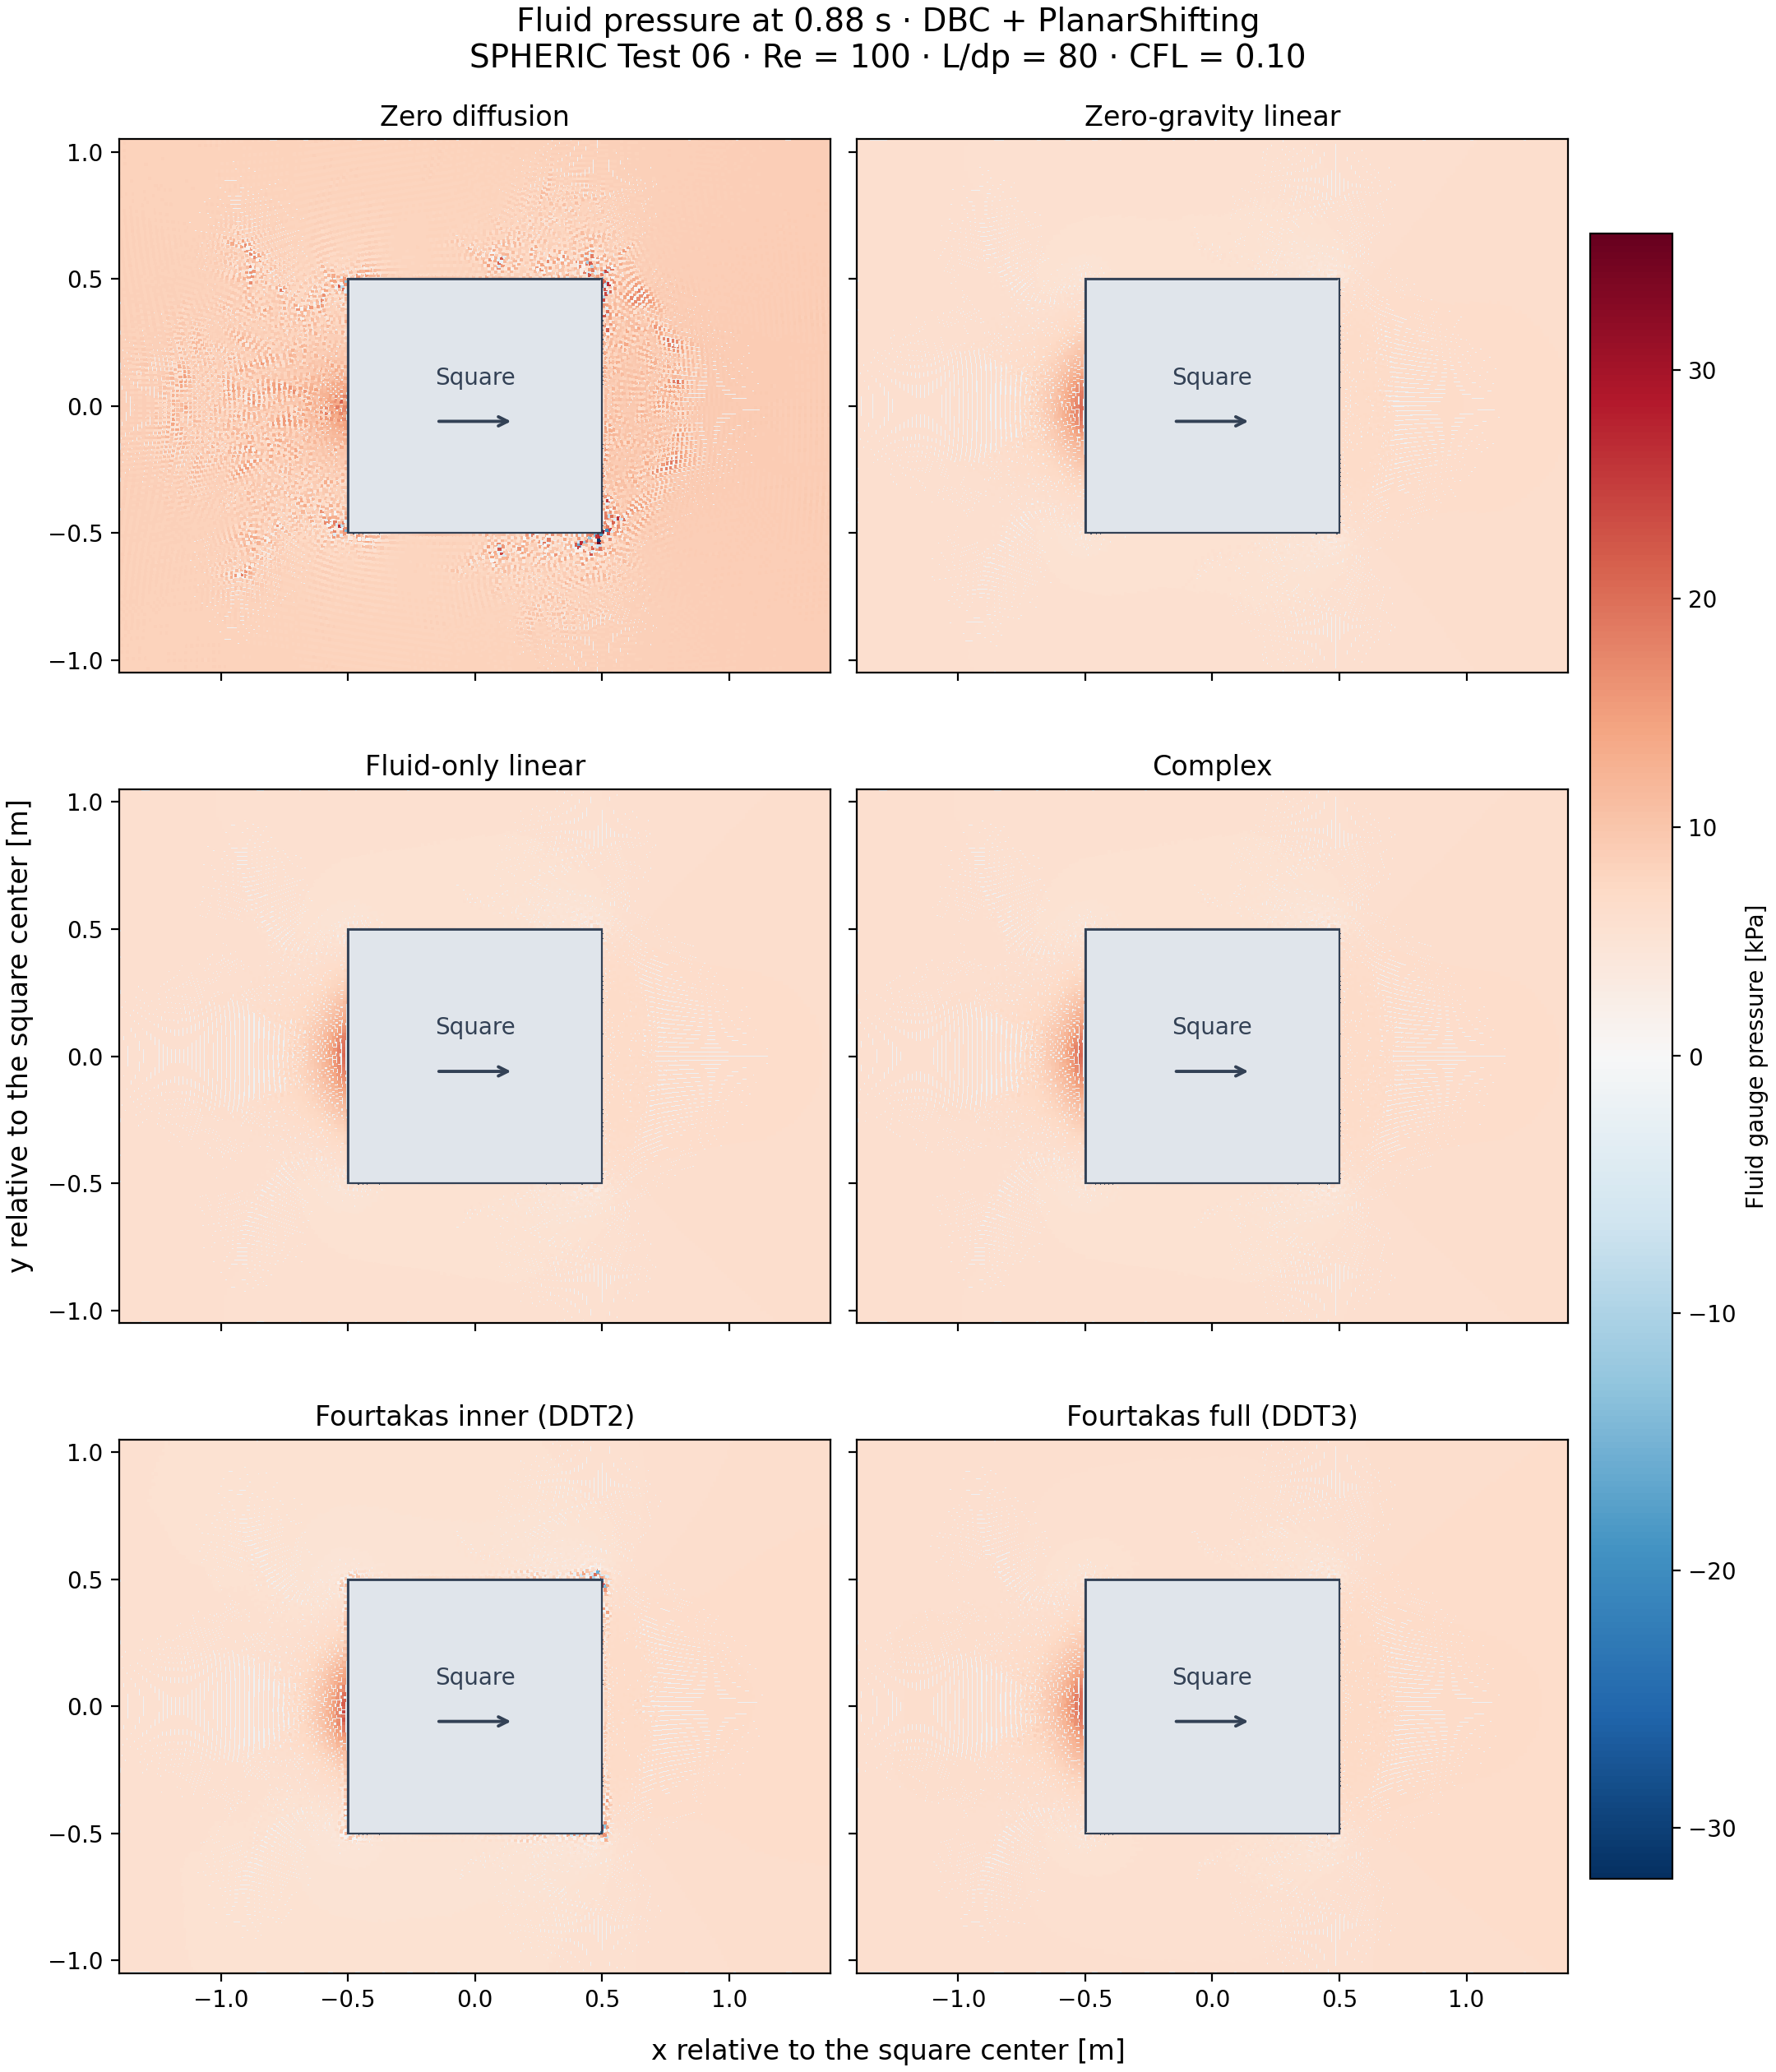 Fluid pressure at 0.88 s · DBC + PlanarShifting
SPHERIC Test 06 · Re = 100 · L/dp = 80 · CFL = 0.10
Zero diffusion
Zero-gravity linear
1.0
0.5
0.0
−0.5
−1.0
Square
Square
Fluid-only linear
Complex
1.0
0.5
0.0
−0.5
−1.0
Square
Square
Fourtakas inner (DDT2)
Fourtakas full (DDT3)
1.0
0.5
0.0
−0.5
−1.0
Square
Square
−1.0 −0.5 0.0 0.5 1.0
−1.0 −0.5 0.0 0.5 1.0
x relative to the square center [m]
y relative to the square center [m]
30
20
10
0
−10
−20
−30
Fluid gauge pressure [kPa]